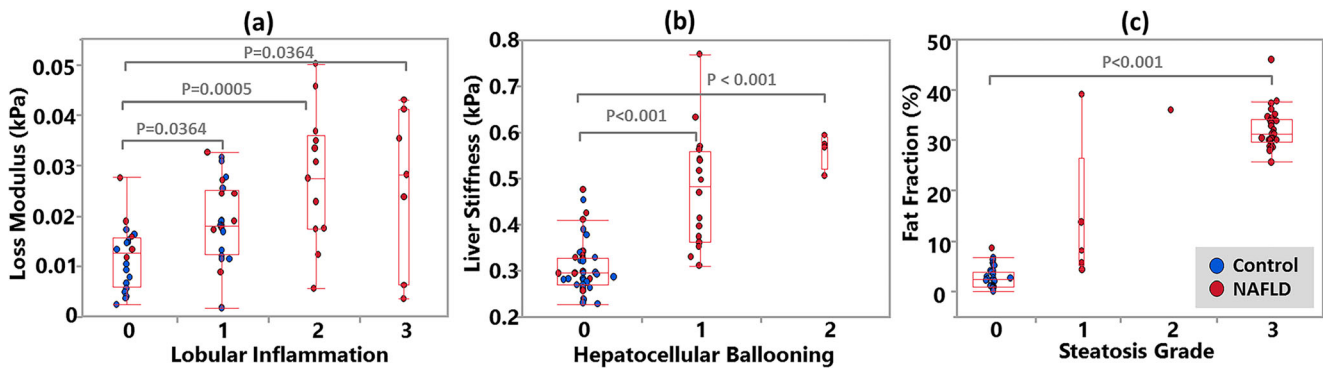 (a)
Loss Modulus (kPa)
0.05
0.04
0.03
0.02
0.01
0
P=0.0364
P=0.0005
P=0.0364
0 1 2 3
Lobular Inflammation
(b)
Liver Stiffness (kPa)
0.8
0.7
0.6
0.5
0.4
0.3
0.2
P < 0.001
P<0.001
0 1 2
Hepatocellular Ballooning
(c)
Fat Fraction (%)
50
40
30
20
10
0
P<0.001
Control
NAFLD
0 1 2 3
Steatosis Grade